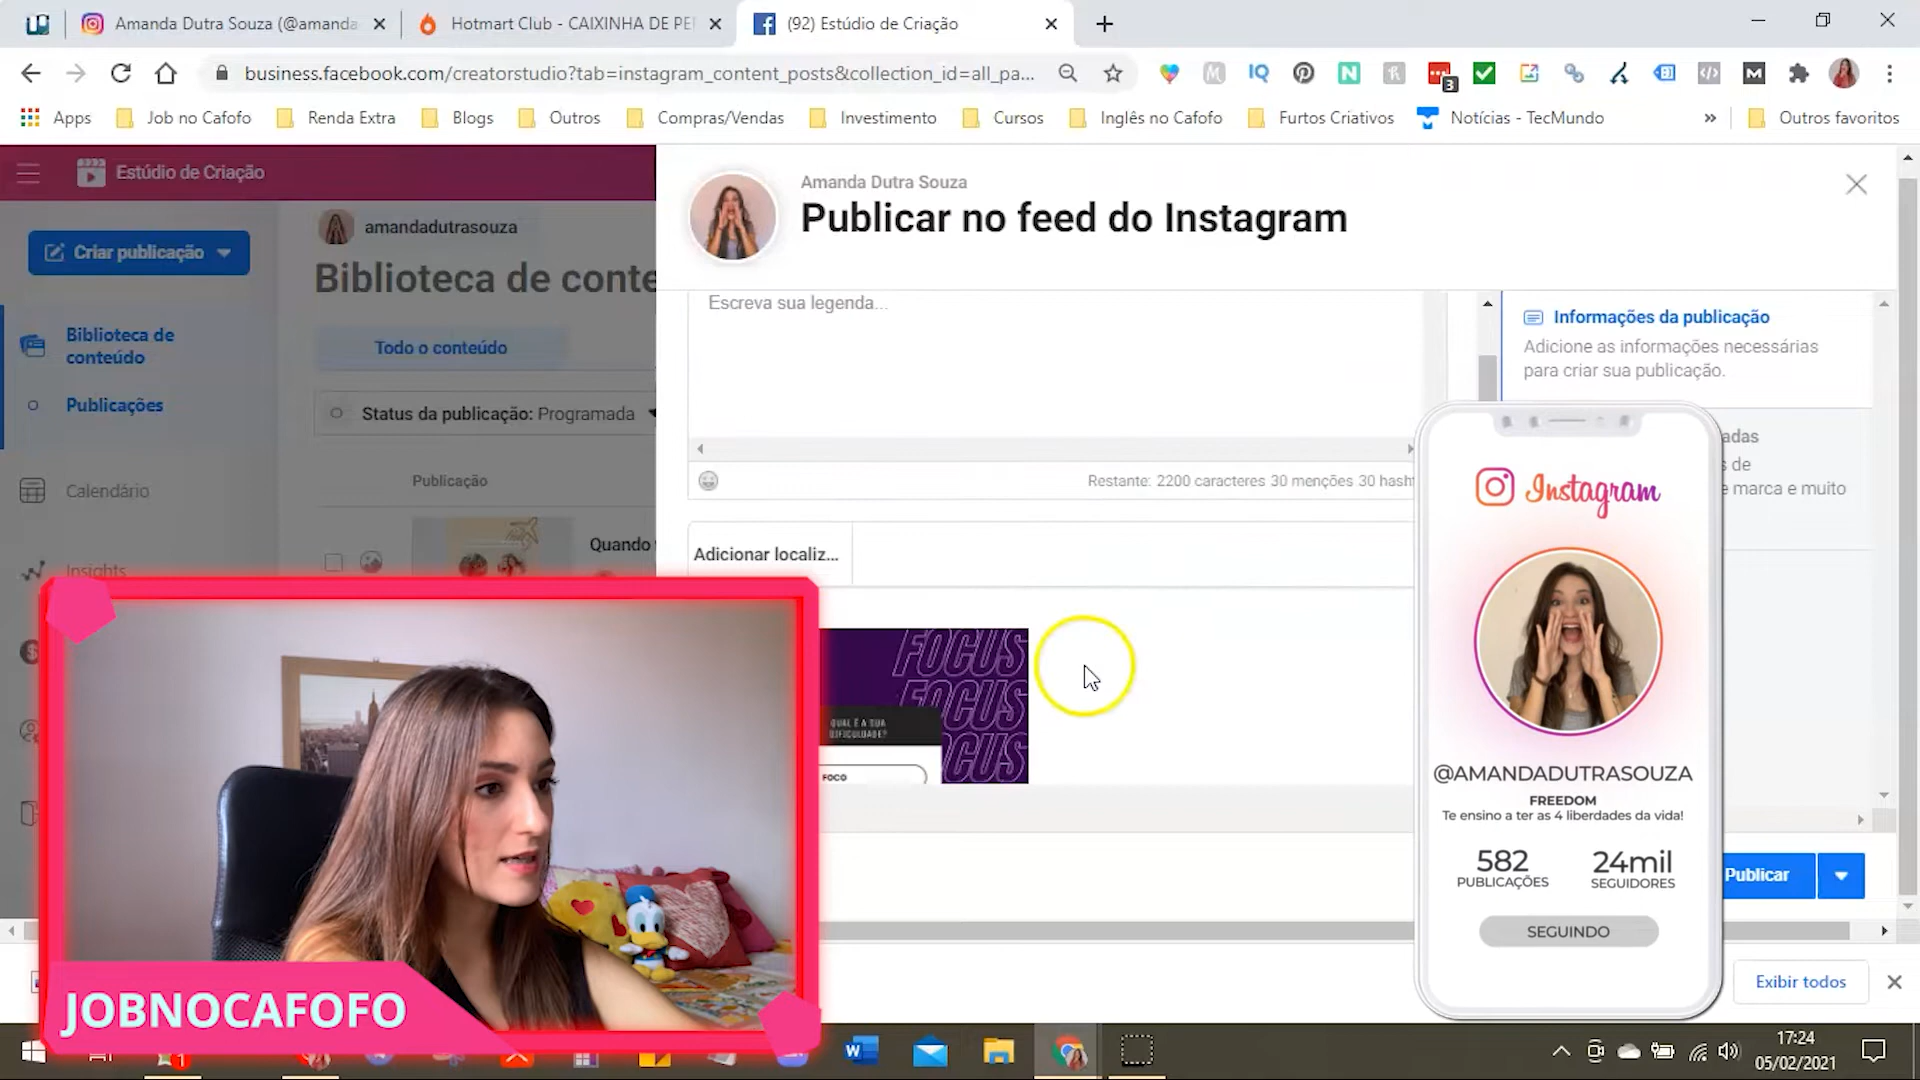 Amanda Dutra Souza (@amanda
Hotmart Club - CAIXINHA DE PE
(92) Estúdio de Criação
business.facebook.com/creatorstudio?tab=instagram_content_posts&collection_id=all_pa...
Apps
Job no Cafofo
Renda Extra
Blogs
Outros
Compras/Vendas
Investimento
Cursos
Inglês no Cafofo
Furtos Criativos
Notícias - TecMundo
Outros favoritos
Estúdio de Criação
Criar publicação
Biblioteca de
conteúdo
Publicações
Calendário
Insights
amandadutrasouza
Biblioteca de conte
Todo o conteúdo
Status da publicação: Programada
Publicação
Quando
Amanda Dutra Souza
Publicar no feed do Instagram
Escreva sua legenda...
Restante: 2200 caracteres 30 menções 30 hasht
Adicionar localiz...
FOCUS
FOCUS
FOCUS
QUAL É A SUA
DIFICULDADE?
FOCO
Informações da publicação
Adicione as informações necessárias
para criar sua publicação.
adas
s de
e marca e muito
Instagram
@AMANDADUTRASOUZA
FREEDOM
Te ensino a ter as 4 liberdades da vida!
582
PUBLICAÇÕES
24mil
SEGUIDORES
SEGUINDO
Publicar
Exibir todos
JOBNOCAFOFO
17:24
05/02/2021